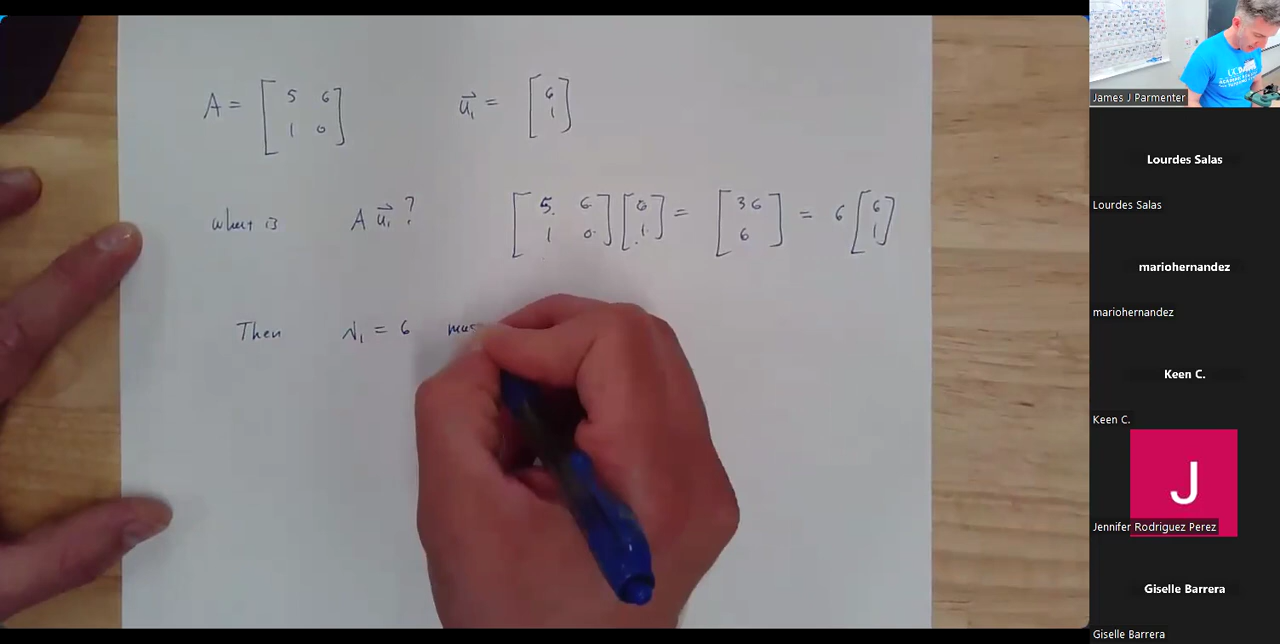 A = [ 5 6 ; 1 0 ]   u⃗₁ = [ 6 ; 1 ]
what is A u⃗₁ ? [ 5 6 ; 1 0 ] [ 6 ; 1 ] = [ 36 ; 6 ] = 6 [ 6 ; 1 ]
Then λ₁ = 6
James J Parmenter
Lourdes Salas
Lourdes Salas
mariohernandez
mariohernandez
Keen C.
Keen C.
J
Jennifer Rodriguez Perez
Giselle Barrera
Giselle Barrera